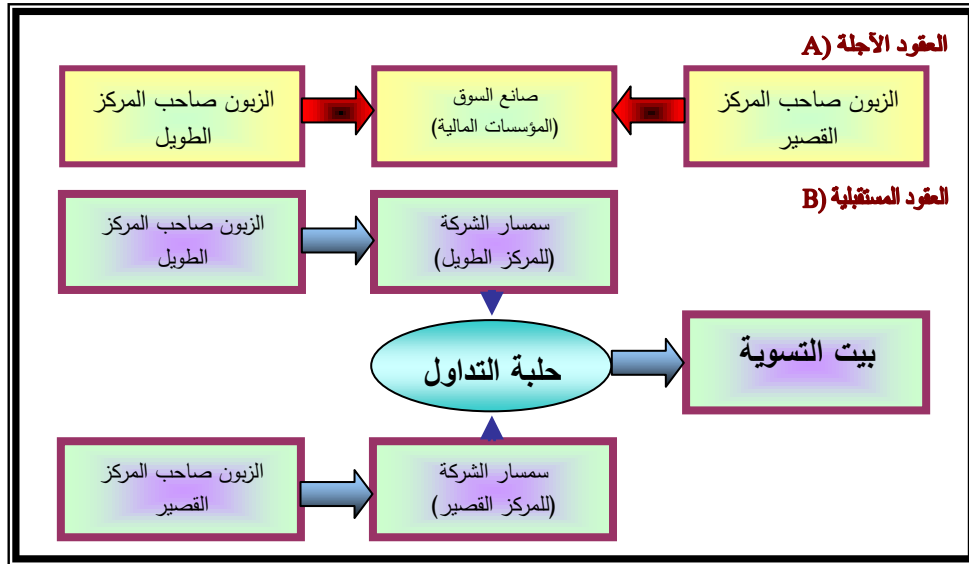 العقود الآجلة (A
الزبون صاحب المركز
القصير
صانع السوق
(المؤسسات المالية)
الزبون صاحب المركز
الطويل
العقود المستقبلية (B
الزبون صاحب المركز
الطويل
سمسار الشركة
(للمركز الطويل)
حلبة التداول
بيت التسوية
الزبون صاحب المركز
القصير
سمسار الشركة
(للمركز القصير)